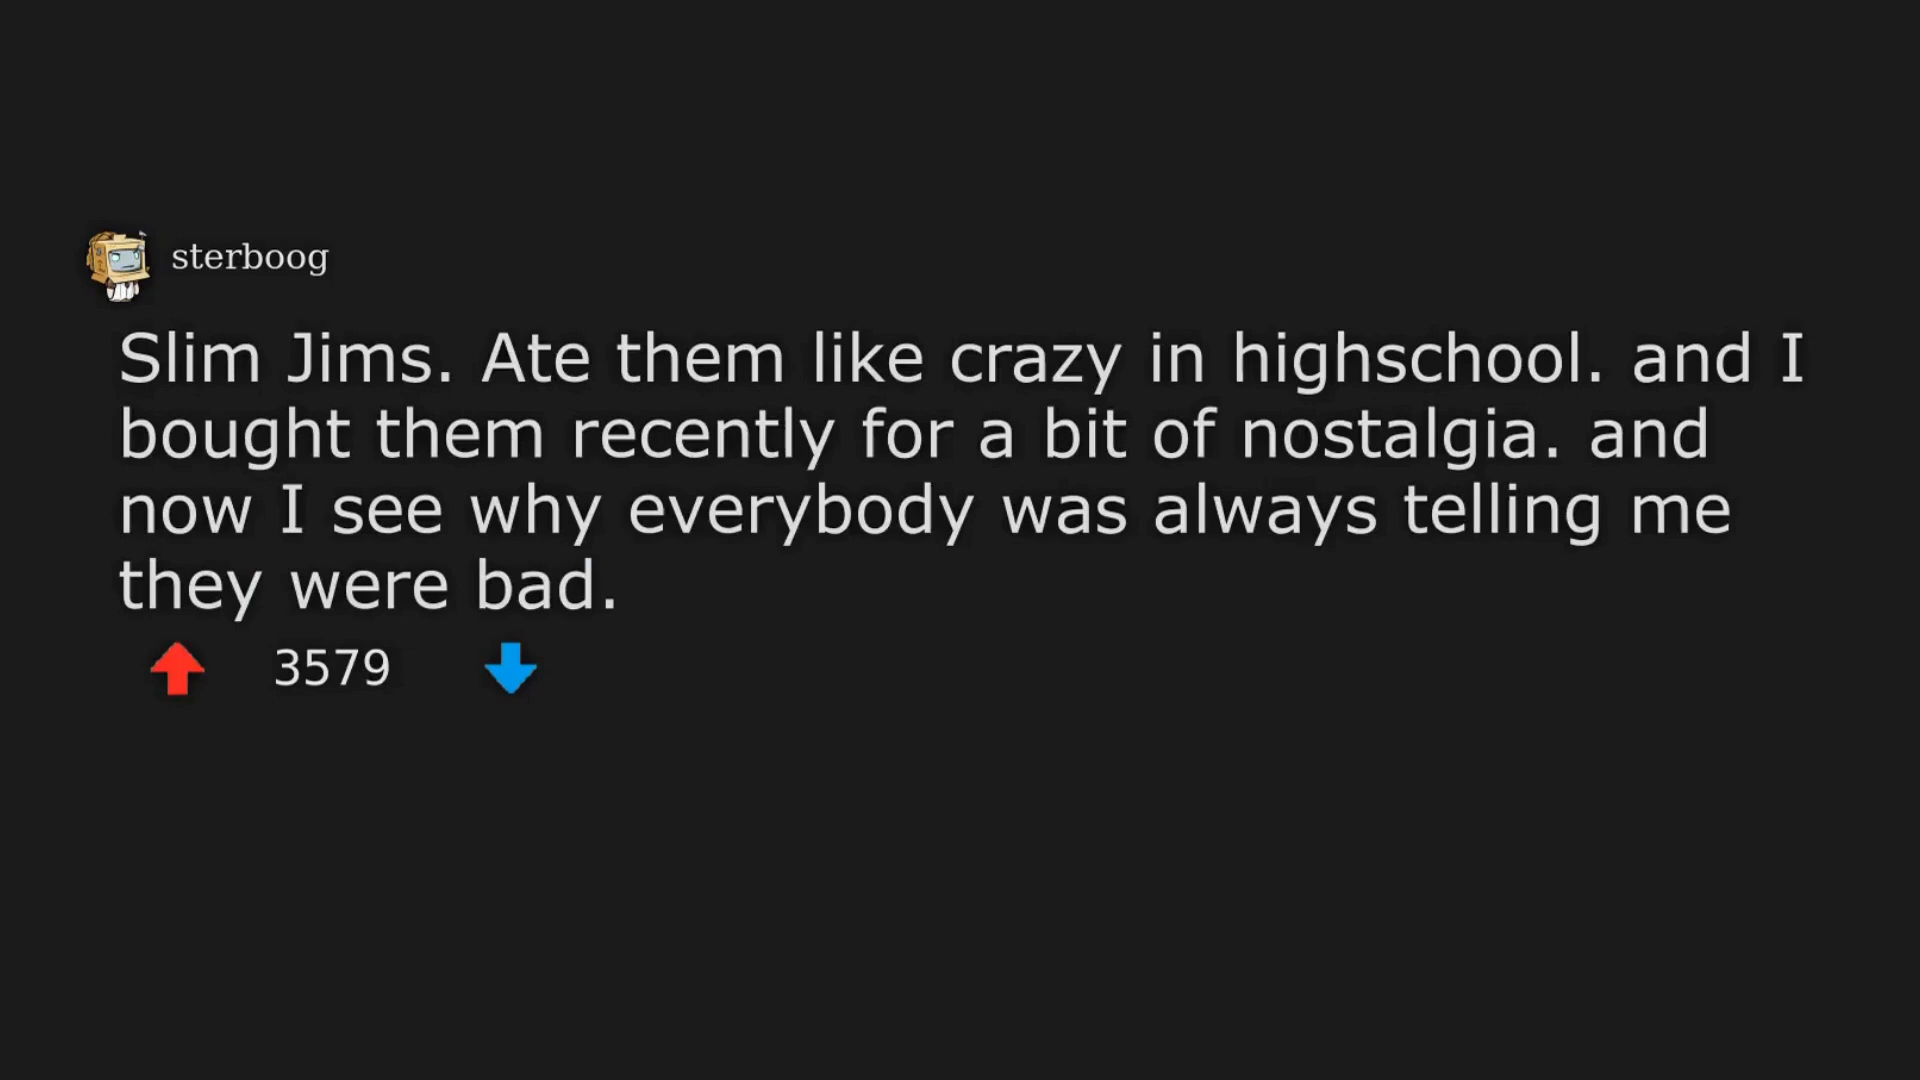 sterboog
Slim Jims. Ate them like crazy in highschool. and I
bought them recently for a bit of nostalgia. and
now I see why everybody was always telling me
they were bad.
3579